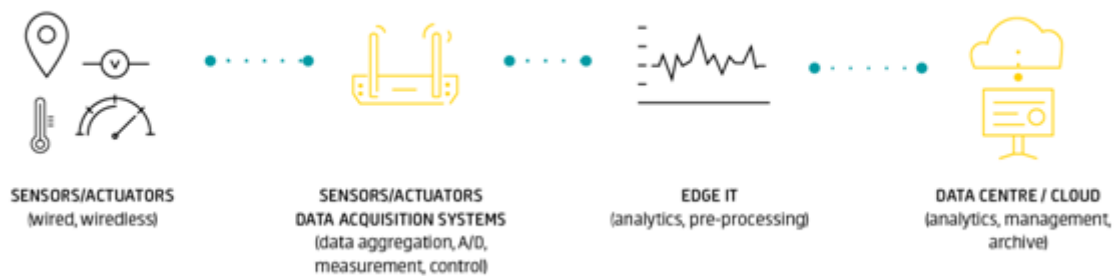 V
SENSORS/ACTUATORS
(wired, wiredless)
SENSORS/ACTUATORS
DATA ACQUISITION SYSTEMS
(data aggregation, A/D,
measurement, control)
EDGE IT
(analytics, pre-processing)
DATA CENTRE / CLOUD
(analytics, management,
archive)